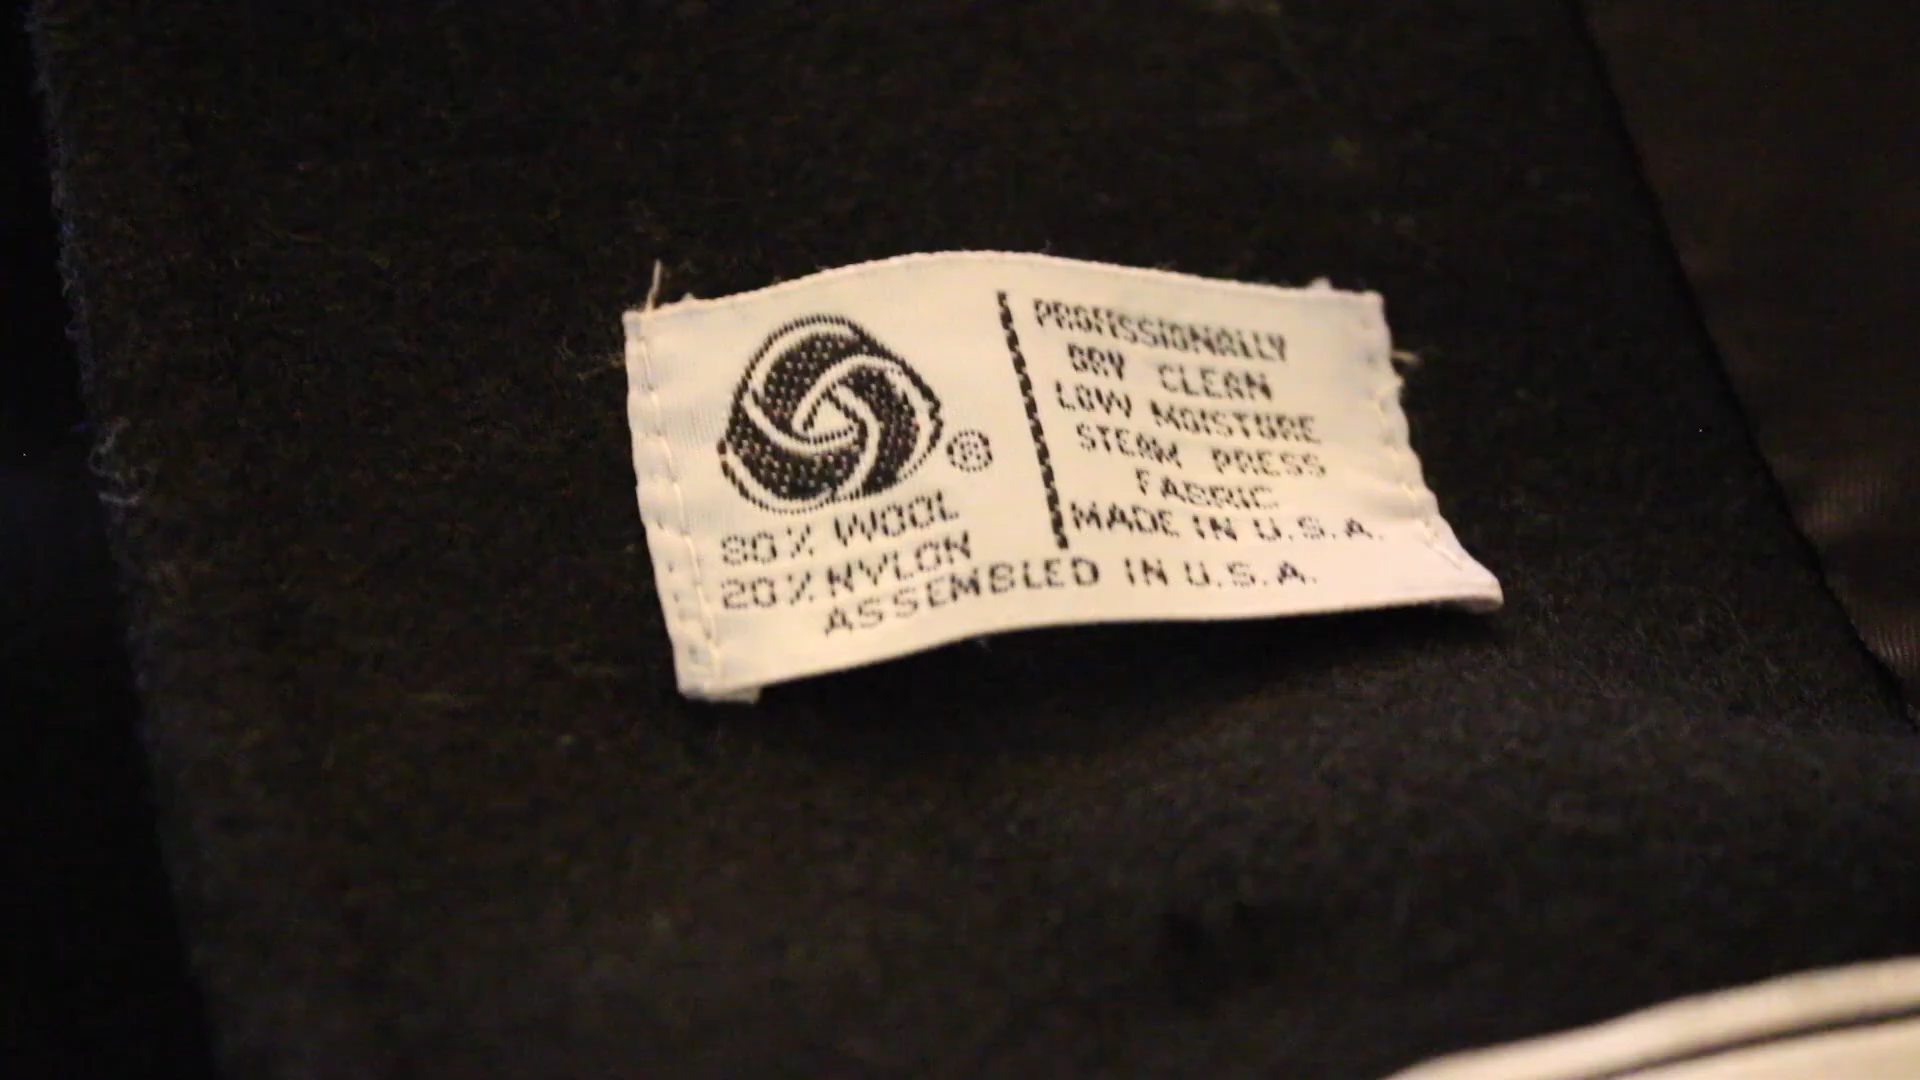 ®
80% WOOL
20% NYLON
PROFESSIONALLY
DRY CLEAN
LOW MOISTURE
STEAM PRESS
FABRIC
MADE IN U.S.A.
ASSEMBLED IN U.S.A.